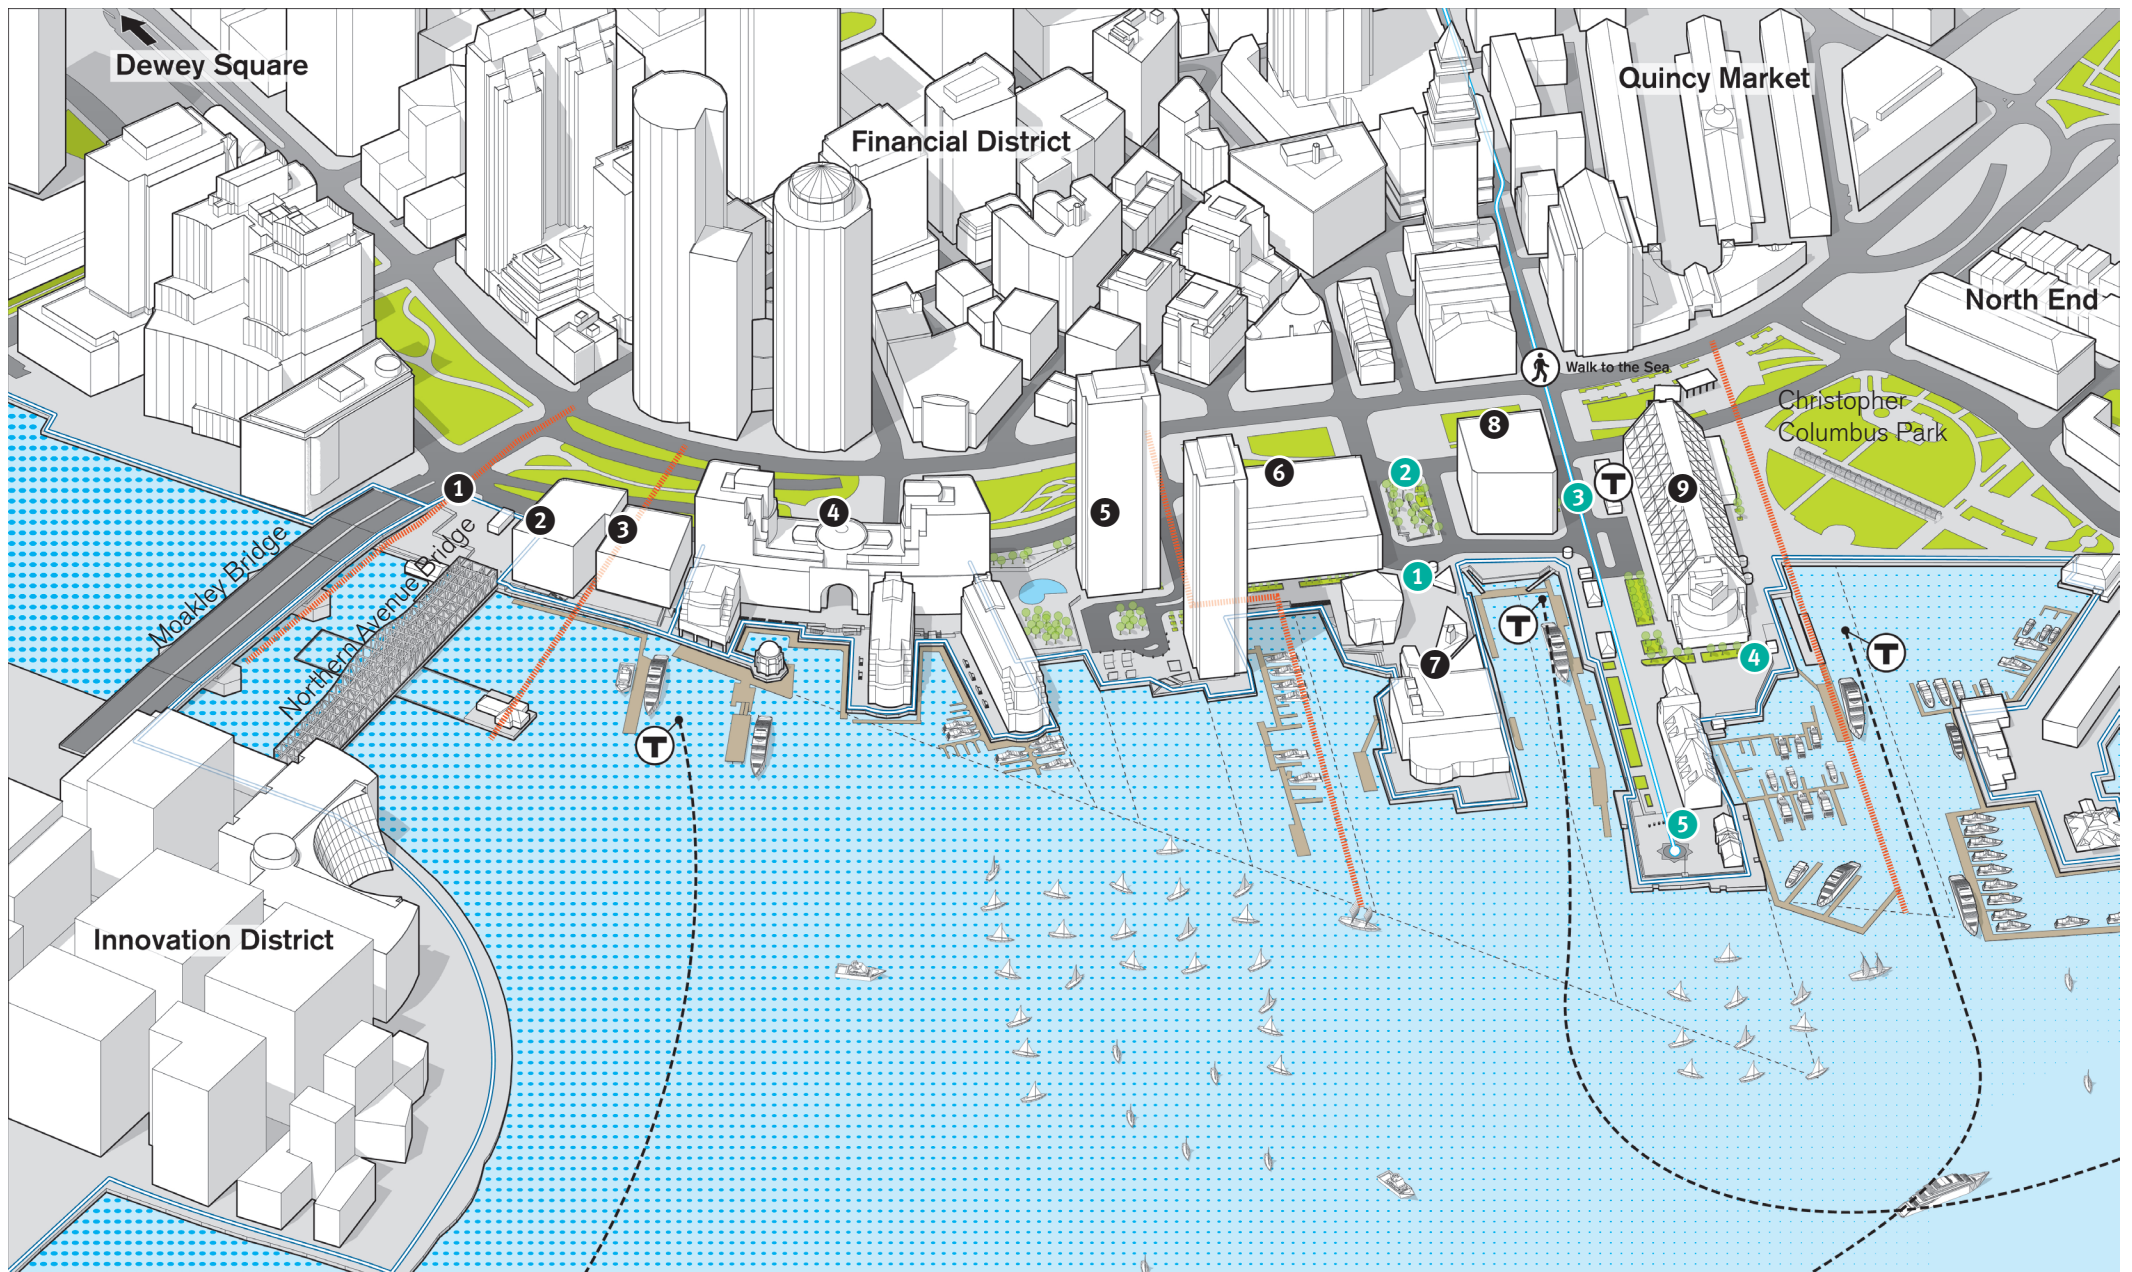 Dewey Square
Quincy Market
Financial District
North End
Walk to the Sea
Christopher
Columbus Park
8
6
2
1
9
3
T
2
3
4
5
Moakley Bridge
Northern Avenue Bridge
1
T
T
7
4
T
5
Innovation District